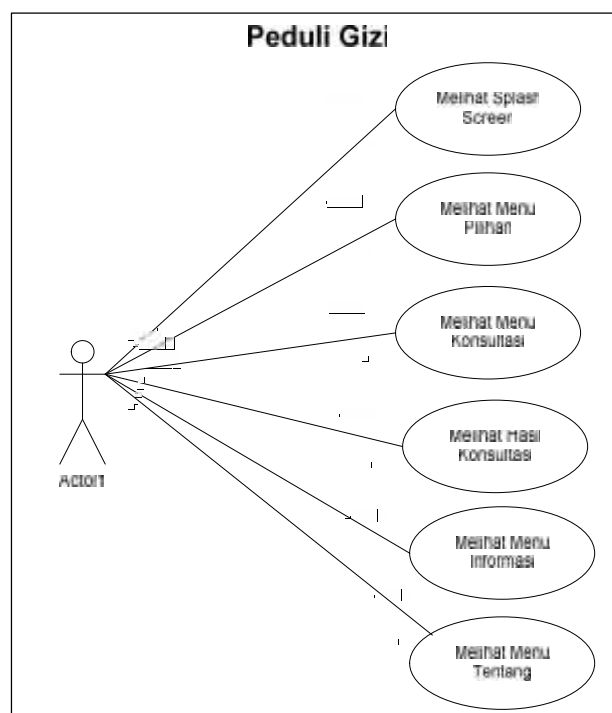 Peduli Gizi
Melihat Splash
Screen
Melihat Menu
Pilihan
Melihat Menu
Konsultasi
Melihat Hasil
Konsultasi
Actor1
Melihat Menu
Informasi
Melihat Menu
Tentang